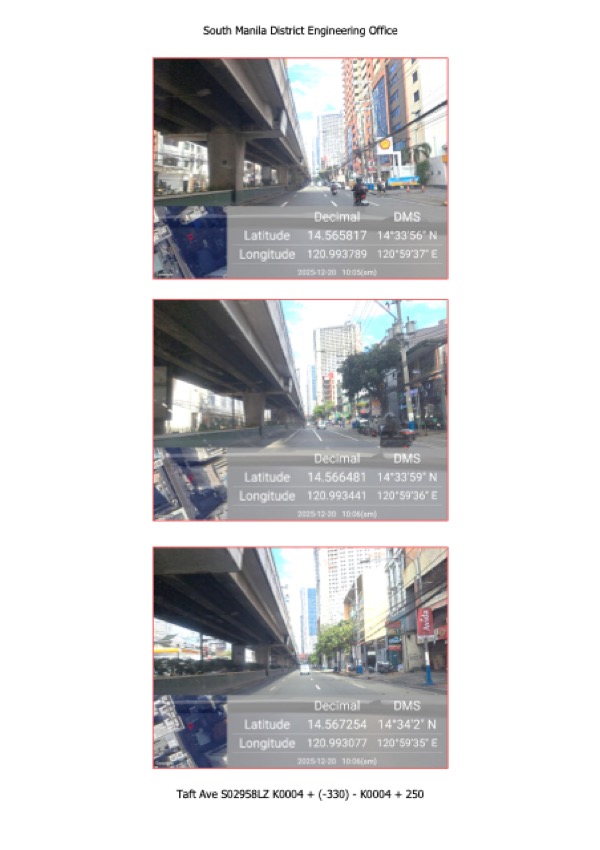 South Manila District Engineering Office
Decimal DMS
Latitude 14.565817 14°33'56" N
Longitude 120.993789 120°59'37" E
2025-12-20 10:05(am)
Decimal DMS
Latitude 14.566481 14°33'59" N
Longitude 120.993441 120°59'36" E
2025-12-20 10:06(am)
Avida
Decimal DMS
Latitude 14.567254 14°34'2" N
Longitude 120.993077 120°59'35" E
2025-12-20 10:06(am)
Google
Taft Ave S02958LZ K0004 + (-330) - K0004 + 250